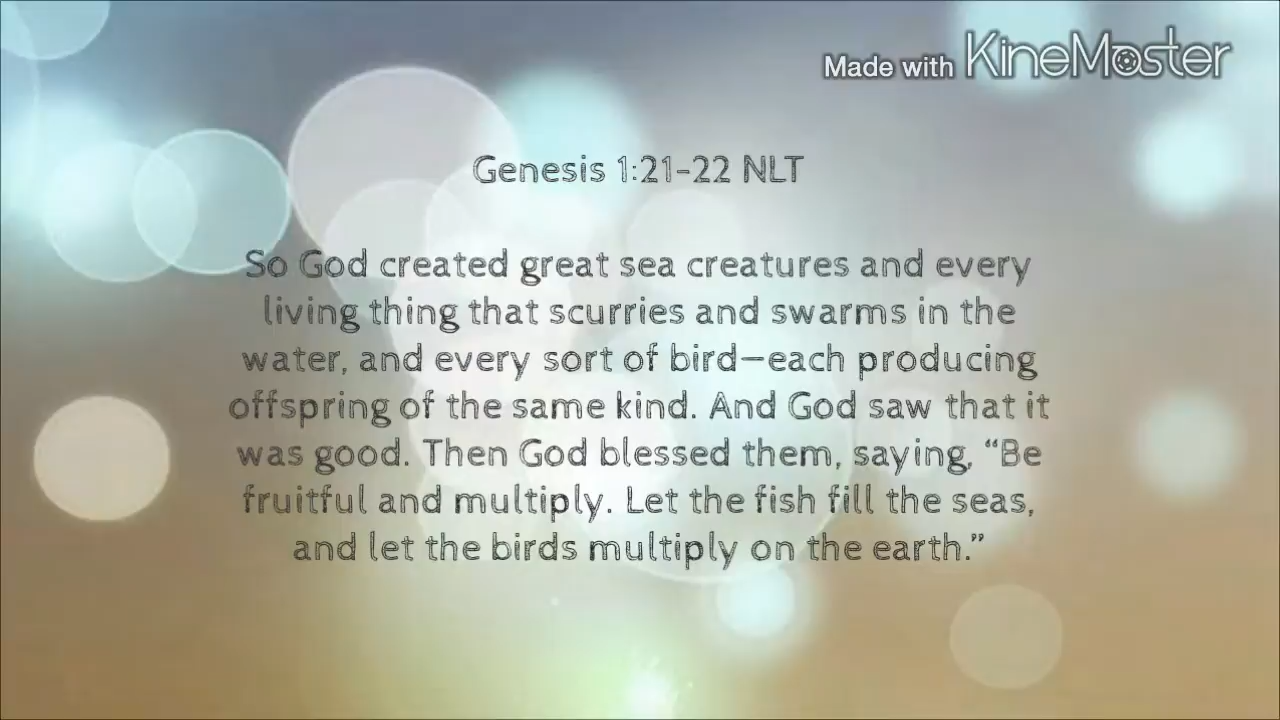 Made with KineMaster
Genesis 1:21-22 NLT
So God created great sea creatures and every
living thing that scurries and swarms in the
water, and every sort of bird—each producing
offspring of the same kind. And God saw that it
was good. Then God blessed them, saying, “Be
fruitful and multiply. Let the fish fill the seas,
and let the birds multiply on the earth.”